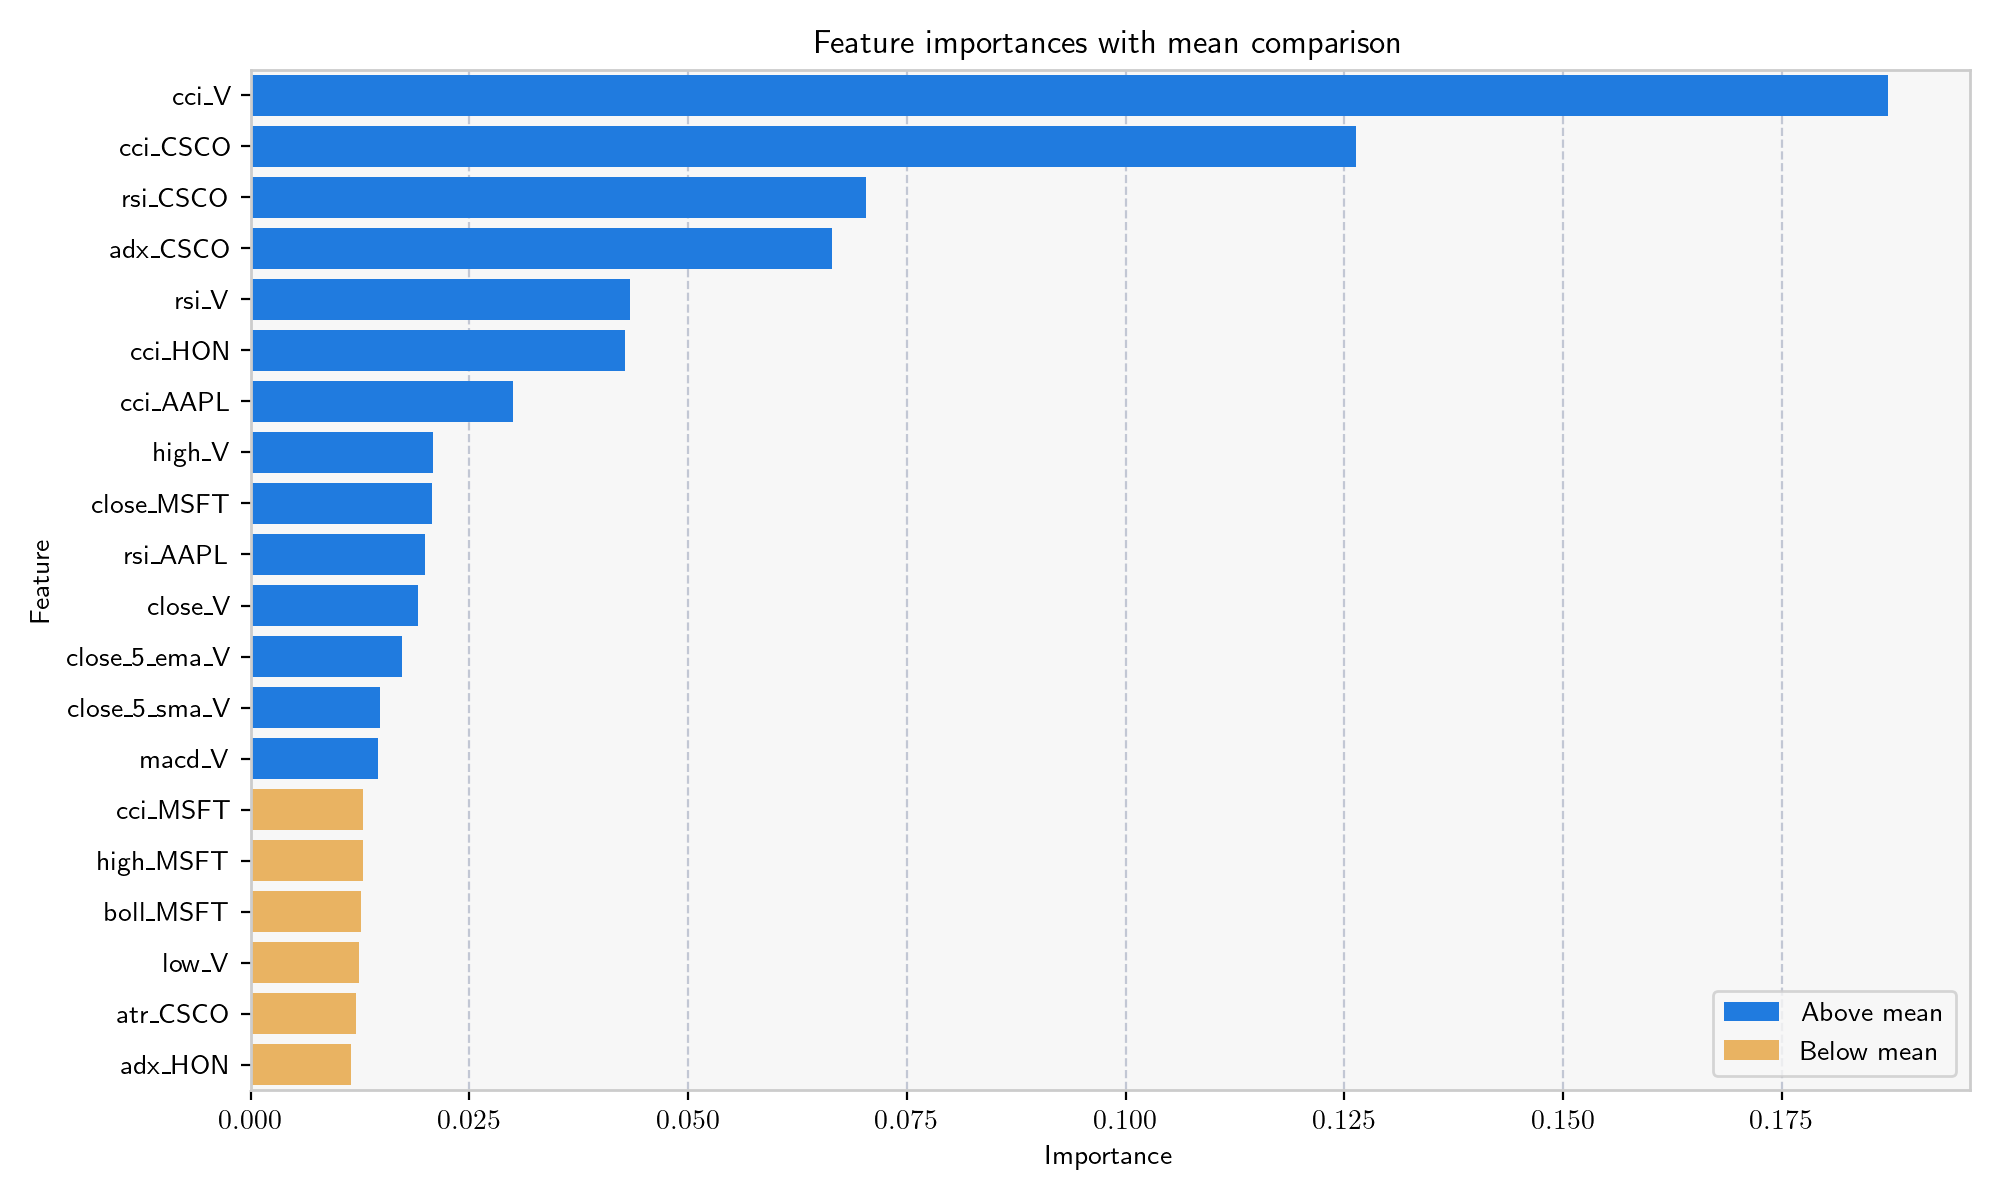 Feature importances with mean comparison
Feature
cci_V
cci_CSCO
rsi_CSCO
adx_CSCO
rsi_V
cci_HON
cci_AAPL
high_V
close_MSFT
rsi_AAPL
close_V
close_5_ema_V
close_5_sma_V
macd_V
cci_MSFT
high_MSFT
boll_MSFT
low_V
atr_CSCO
adx_HON
Above mean
Below mean
0.000 0.025 0.050 0.075 0.100 0.125 0.150 0.175
Importance